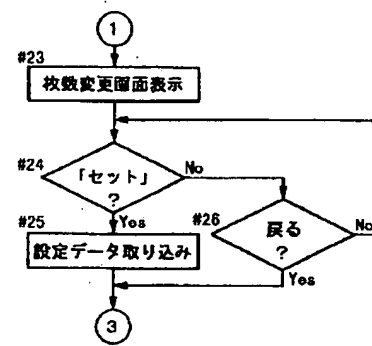 1
#23
枚数変更画面表示
#24
「セット」
?
No
Yes
#25
設定データ取り込み
#26
戻る
?
No
Yes
3